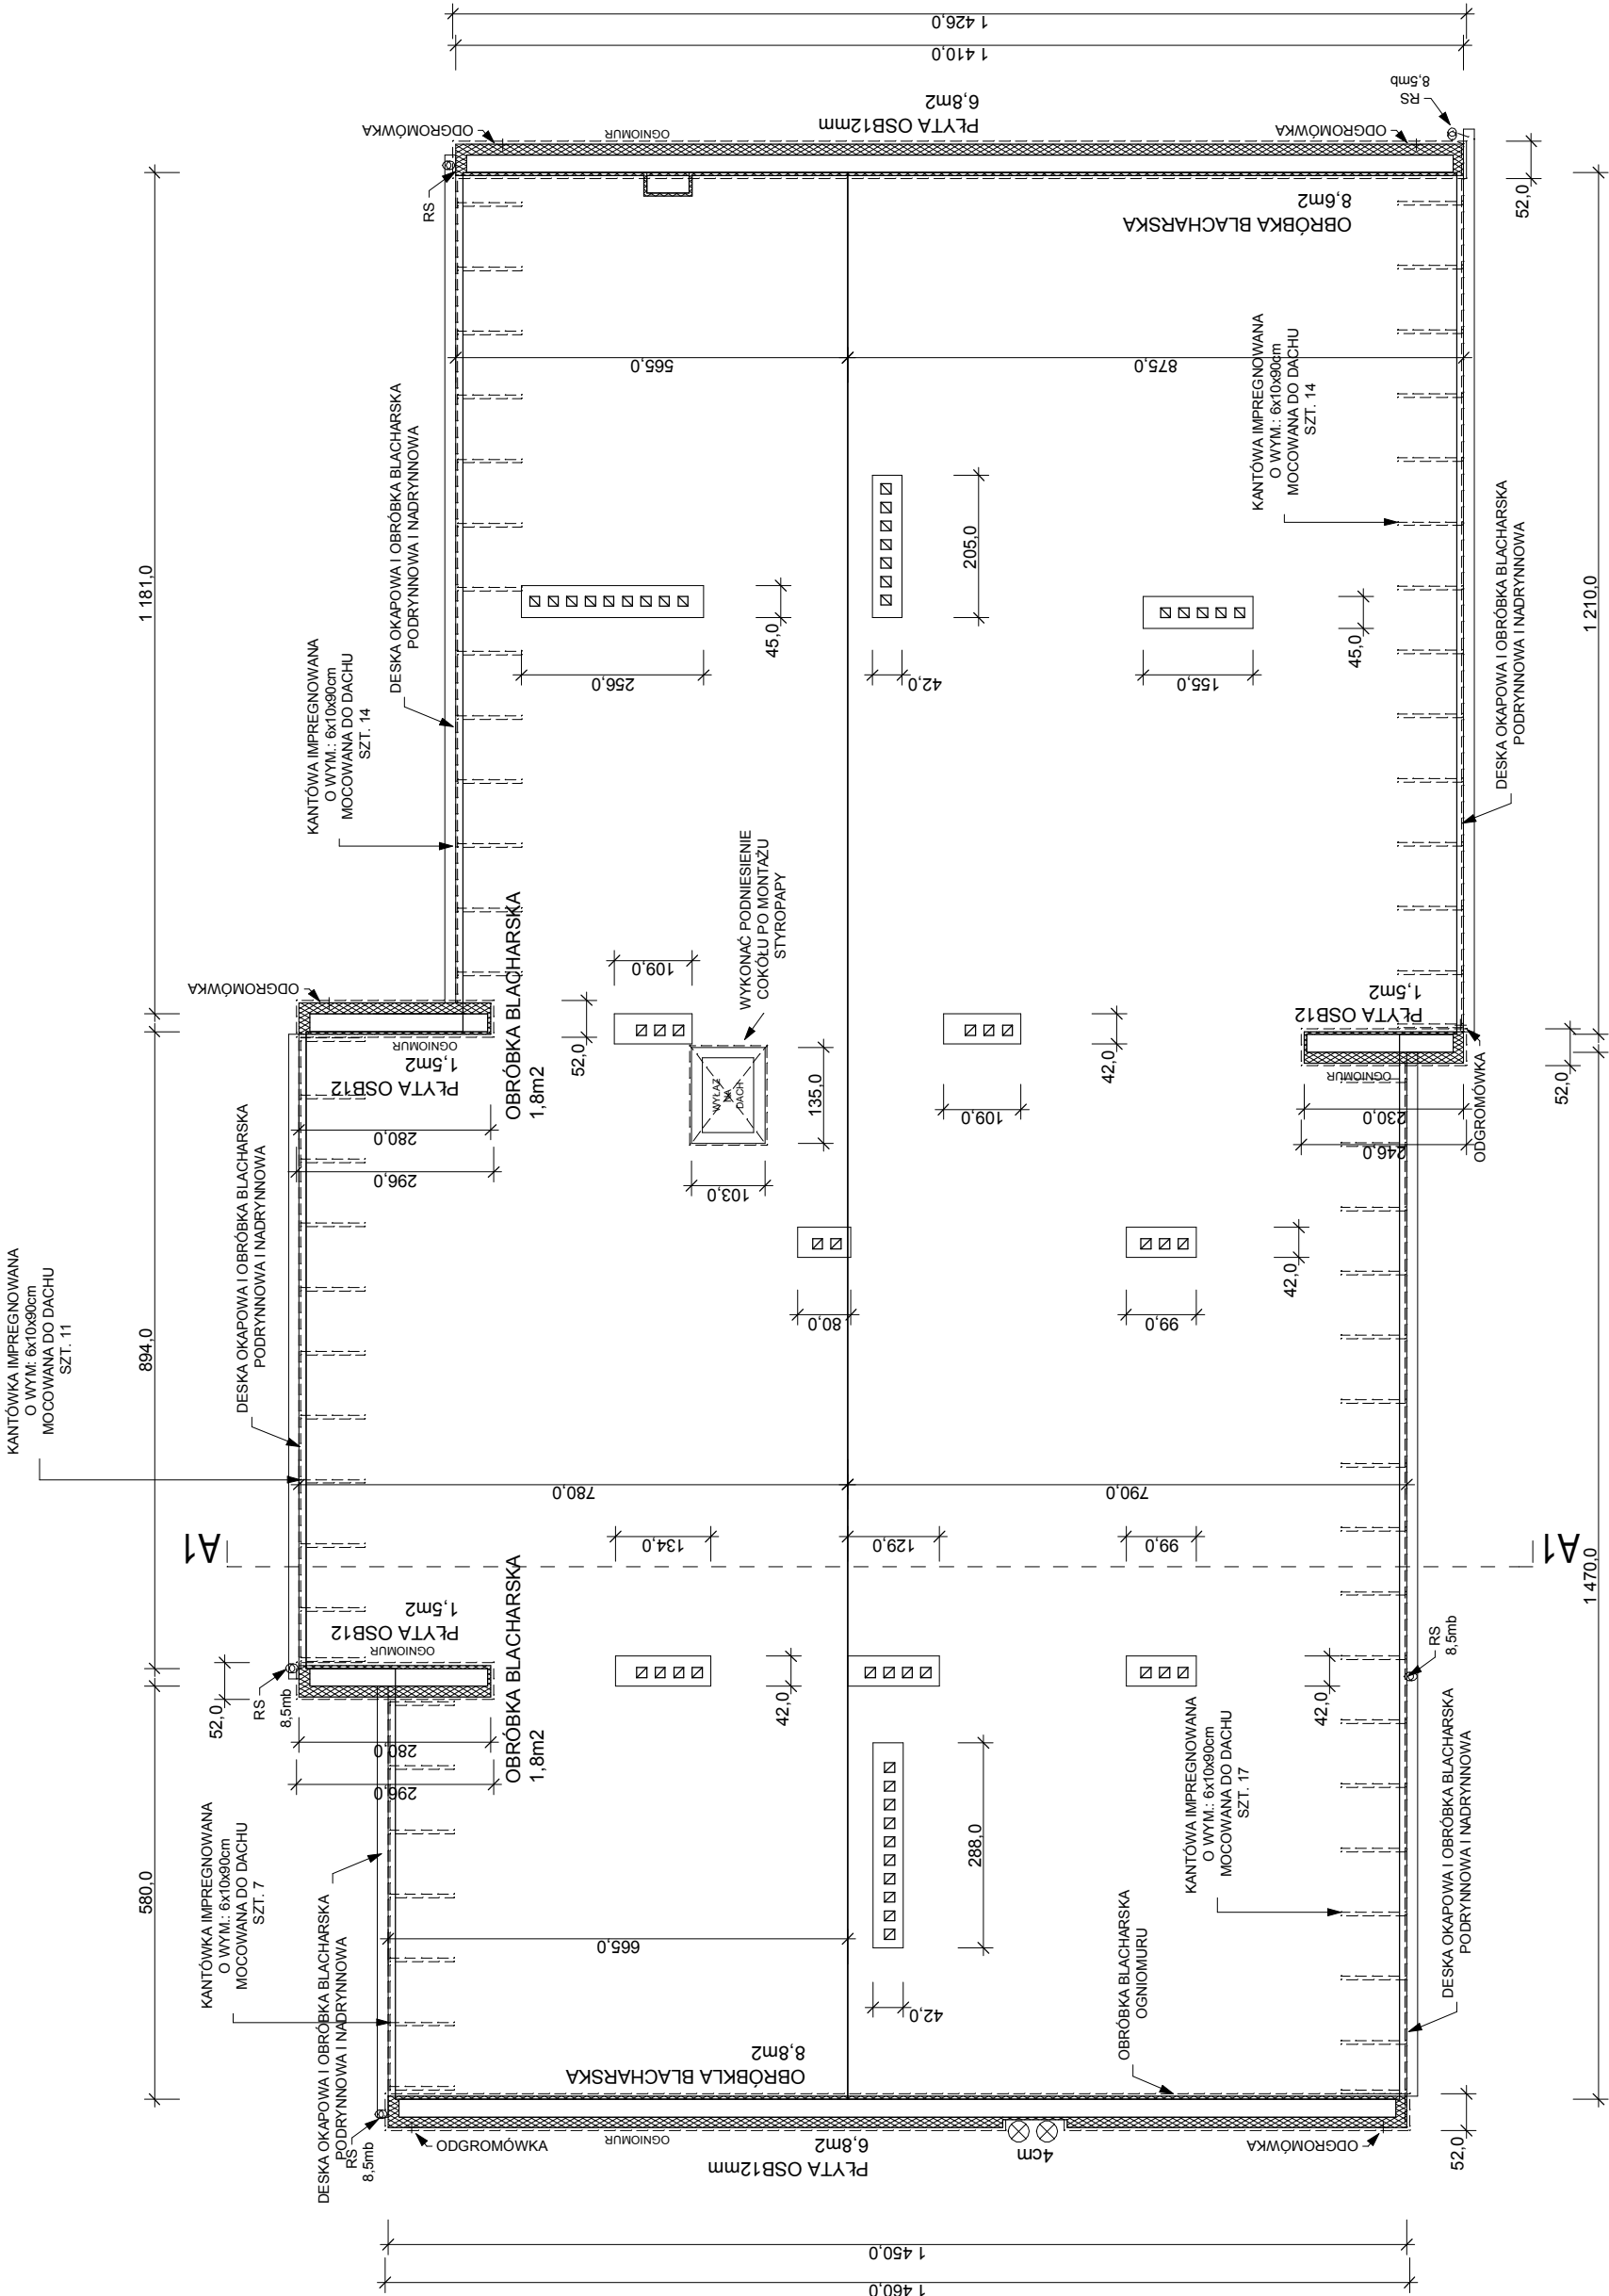 1 426,0
1 410,0
8,5mb
RS
PŁYTA OSB12mm
6,8m2
ODGROMÓWKA
OGNIOMUR
ODGROMÓWKA
RS
OBRÓBKA BLACHARSKA
8,6m2
52,0
1 181,0
565,0
875,0
KANTÓWA IMPREGNOWANA
O WYM.: 6x10x90cm
MOCOWANA DO DACHU
SZT. 14
DESKA OKAPOWA I OBRÓBKA BLACHARSKA
PODRYNNOWA I NADRYNNOWA
205,0
45,0
256,0
42,0
155,0
45,0
1 210,0
KANTÓWA IMPREGNOWANA
O WYM.: 6x10x90cm
MOCOWANA DO DACHU
SZT. 14
DESKA OKAPOWA I OBRÓBKA BLACHARSKA
PODRYNNOWA I NADRYNNOWA
WYKONAĆ PODNIESIENIE
COKÓŁU PO MONTAŻU
STYROPAPY
ODGROMÓWKA
OGNIOMUR
PŁYTA OSB12
1,5m2
OBRÓBKA BLACHARSKA
1,8m2
109,0
52,0
WYŁAZ
NA
DACH
135,0
103,0
109,0
42,0
PŁYTA OSB12
1,5m2
OGNIOMUR
52,0
230,0
246,0
ODGROMÓWKA
280,0
296,0
DESKA OKAPOWA I OBRÓBKA BLACHARSKA
PODRYNNOWA I NADRYNNOWA
KANTÓWKA IMPREGNOWANA
O WYM: 6x10x90cm
MOCOWANA DO DACHU
SZT. 11
894,0
80,0
99,0
42,0
780,0
790,0
A1
A1
134,0
129,0
99,0
1 470,0
PŁYTA OSB12
1,5m2
OGNIOMUR
OBRÓBKA BLACHARSKA
1,8m2
RS
8,5mb
52,0
280,0
296,0
42,0
42,0
RS
8,5mb
KANTÓWKA IMPREGNOWANA
O WYM.: 6x10x90cm
MOCOWANA DO DACHU
SZT. 7
580,0
288,0
42,0
665,0
KANTÓWA IMPREGNOWANA
O WYM.: 6x10x90cm
MOCOWANA DO DACHU
SZT. 17
DESKA OKAPOWA I OBRÓBKA BLACHARSKA
PODRYNNOWA I NADRYNNOWA
DESKA OKAPOWA I OBRÓBKA BLACHARSKA
PODRYNNOWA I NADRYNNOWA
RS
8,5mb
OBRÓBKLA BLACHARSKA
8,8m2
OBRÓBKA BLACHARSKA
OGNIOMURU
ODGROMÓWKA
OGNIOMUR
PŁYTA OSB12mm
6,8m2
4cm
ODGROMÓWKA
52,0
1 450,0
1 460,0